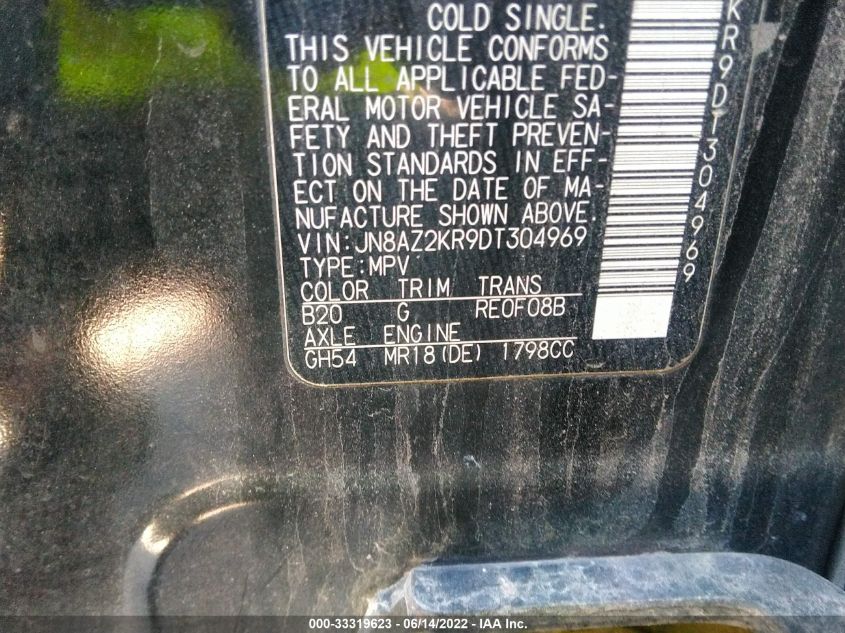 COLD SINGLE.
THIS VEHICLE CONFORMS
TO ALL APPLICABLE FED-
ERAL MOTOR VEHICLE SA-
FETY AND THEFT PREVEN-
TION STANDARDS IN EFF-
ECT ON THE DATE OF MA-
NUFACTURE SHOWN ABOVE.
VIN:JN8AZ2KR9DT304969
TYPE:MPV
COLOR TRIM TRANS
B20 G RE0F08B
AXLE ENGINE
GH54 MR18(DE) 1798CC
KR9DT304969
000-33319623 - 06/14/2022 - IAA Inc.